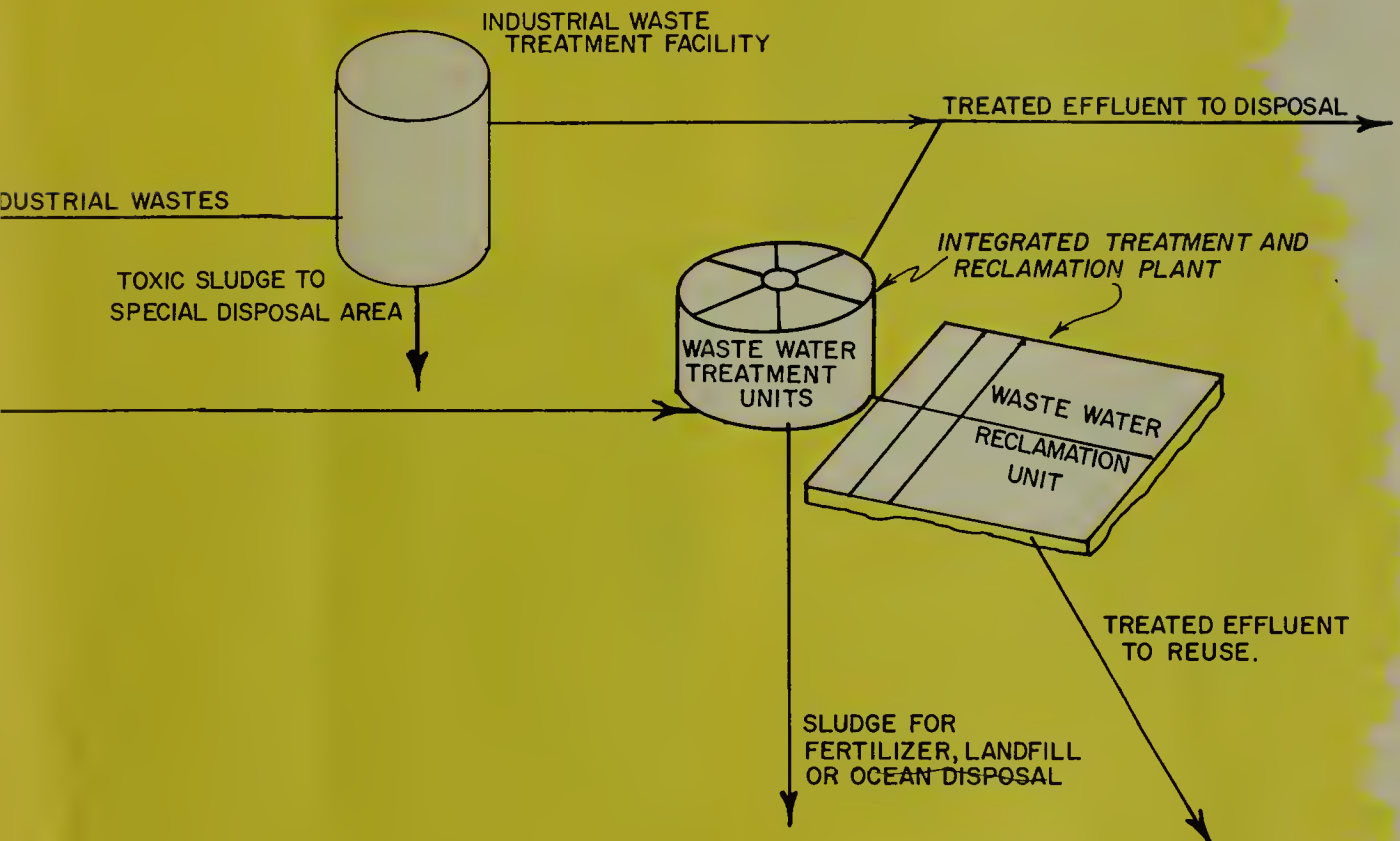 INDUSTRIAL WASTE
TREATMENT FACILITY
TREATED EFFLUENT TO DISPOSAL
DUSTRIAL WASTES
INTEGRATED TREATMENT AND
RECLAMATION PLANT
TOXIC SLUDGE TO
SPECIAL DISPOSAL AREA
WASTE WATER
TREATMENT
UNITS
WASTE WATER
RECLAMATION
UNIT
TREATED EFFLUENT
TO REUSE.
SLUDGE FOR
FERTILIZER, LANDFILL
OR OCEAN DISPOSAL